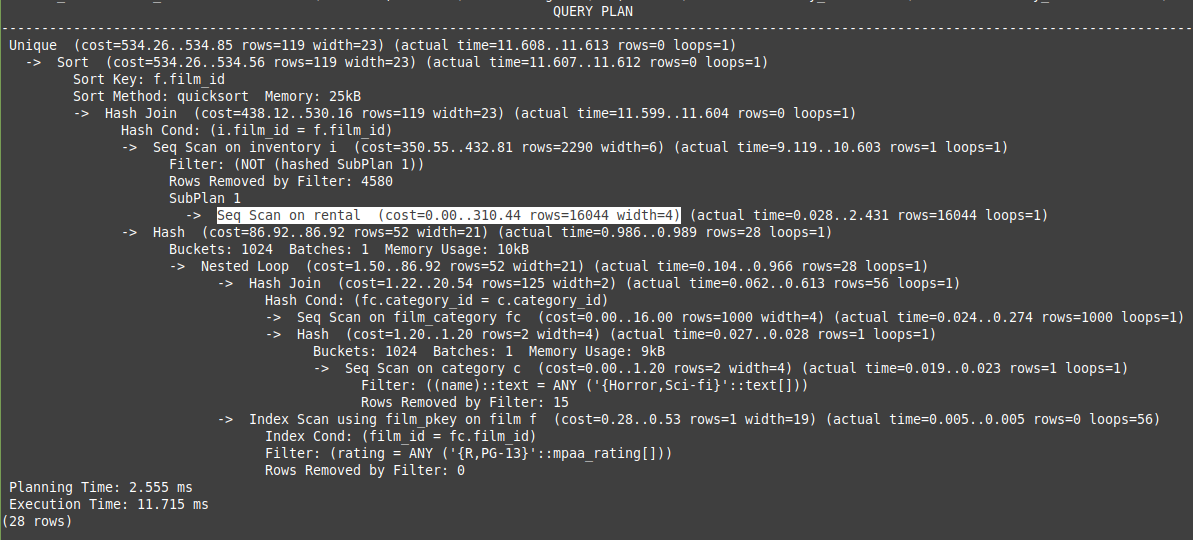 QUERY PLAN
--------------------------------------------------------------------------------------------------------------------------------------------------
Unique  (cost=534.26..534.85 rows=119 width=23) (actual time=11.608..11.613 rows=0 loops=1)
  ->  Sort  (cost=534.26..534.56 rows=119 width=23) (actual time=11.607..11.612 rows=0 loops=1)
        Sort Key: f.film_id
        Sort Method: quicksort  Memory: 25kB
        ->  Hash Join  (cost=438.12..530.16 rows=119 width=23) (actual time=11.599..11.604 rows=0 loops=1)
              Hash Cond: (i.film_id = f.film_id)
              ->  Seq Scan on inventory i  (cost=350.55..432.81 rows=2290 width=6) (actual time=9.119..10.603 rows=1 loops=1)
                    Filter: (NOT (hashed SubPlan 1))
                    Rows Removed by Filter: 4580
                    SubPlan 1
                      ->  Seq Scan on rental  (cost=0.00..310.44 rows=16044 width=4) (actual time=0.028..2.431 rows=16044 loops=1)
              ->  Hash  (cost=86.92..86.92 rows=52 width=21) (actual time=0.986..0.989 rows=28 loops=1)
                    Buckets: 1024  Batches: 1  Memory Usage: 10kB
                    ->  Nested Loop  (cost=1.50..86.92 rows=52 width=21) (actual time=0.104..0.966 rows=28 loops=1)
                          ->  Hash Join  (cost=1.22..20.54 rows=125 width=2) (actual time=0.062..0.613 rows=56 loops=1)
                                Hash Cond: (fc.category_id = c.category_id)
                                ->  Seq Scan on film_category fc  (cost=0.00..16.00 rows=1000 width=4) (actual time=0.024..0.274 rows=1000 loops=1)
                                ->  Hash  (cost=1.20..1.20 rows=2 width=4) (actual time=0.027..0.028 rows=1 loops=1)
                                      Buckets: 1024  Batches: 1  Memory Usage: 9kB
                                      ->  Seq Scan on category c  (cost=0.00..1.20 rows=2 width=4) (actual time=0.019..0.023 rows=1 loops=1)
                                            Filter: ((name)::text = ANY ('{Horror,Sci-fi}'::text[]))
                                            Rows Removed by Filter: 15
                          ->  Index Scan using film_pkey on film f  (cost=0.28..0.53 rows=1 width=19) (actual time=0.005..0.005 rows=0 loops=56)
                                Index Cond: (film_id = fc.film_id)
                                Filter: (rating = ANY ('{R,PG-13}'::mpaa_rating[]))
                                Rows Removed by Filter: 0
Planning Time: 2.555 ms
Execution Time: 11.715 ms
(28 rows)